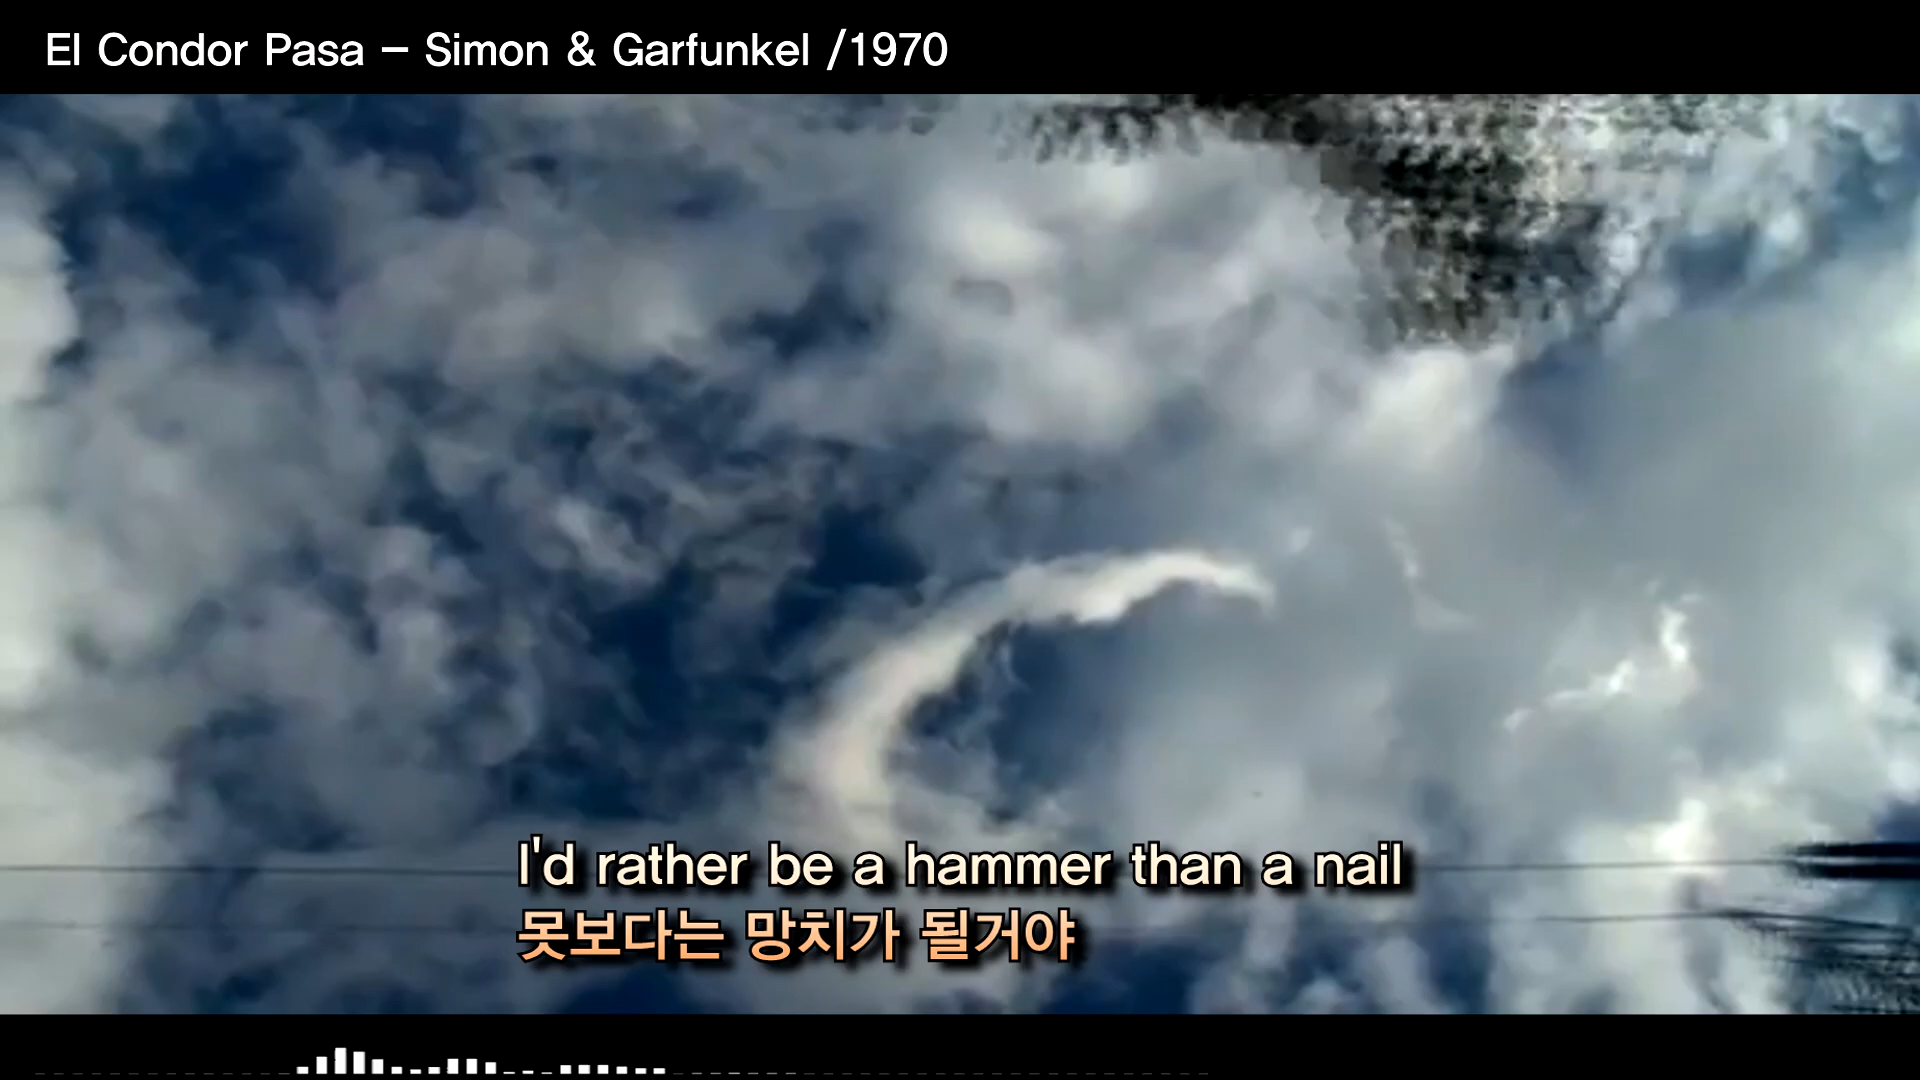 El Condor Pasa – Simon & Garfunkel /1970
I'd rather be a hammer than a nail
못보다는 망치가 될거야